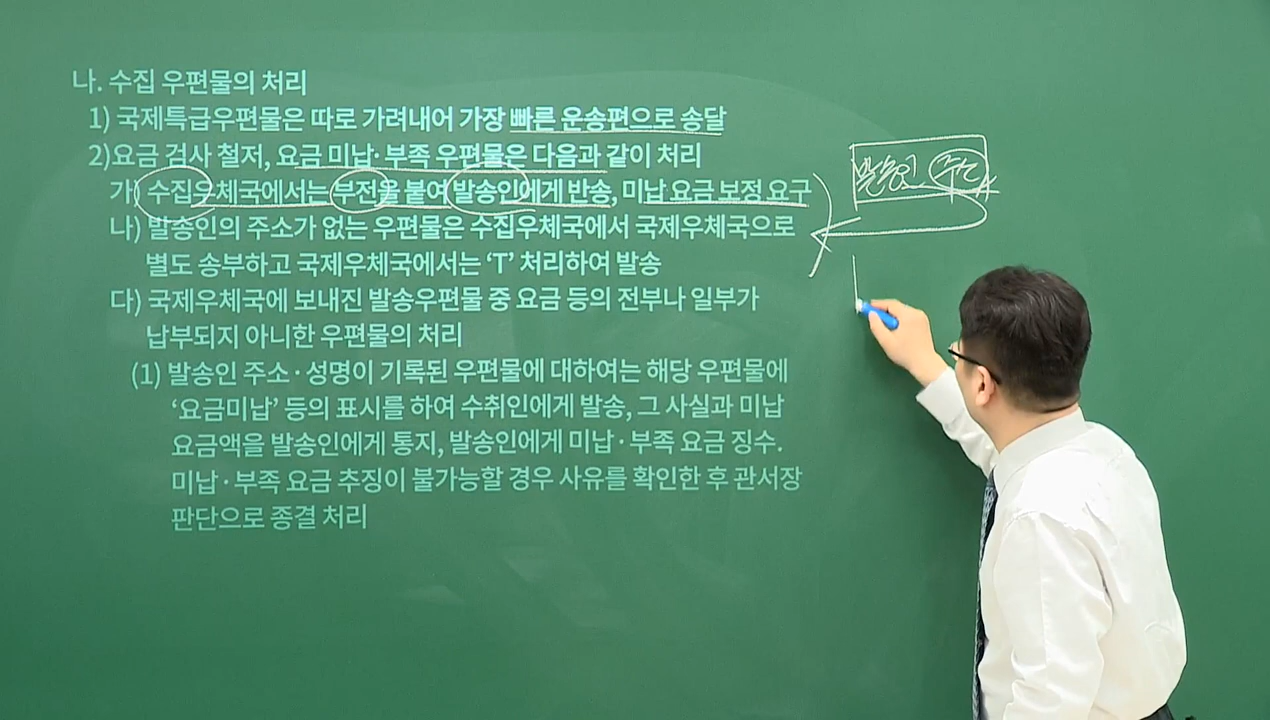 나. 수집 우편물의 처리
1) 국제특급우편물은 따로 가려내어 가장 빠른 운송편으로 송달
2)요금 검사 철저, 요금 미납·부족 우편물은 다음과 같이 처리
가) 수집우체국에서는 부전을 붙여 발송인에게 반송, 미납 요금 보정 요구
나) 발송인의 주소가 없는 우편물은 수집우체국에서 국제우체국으로
별도 송부하고 국제우체국에서는 ‘T’ 처리하여 발송
다) 국제우체국에 보내진 발송우편물 중 요금 등의 전부나 일부가
납부되지 아니한 우편물의 처리
(1) 발송인 주소·성명이 기록된 우편물에 대하여는 해당 우편물에
‘요금미납’ 등의 표시를 하여 수취인에게 발송, 그 사실과 미납
요금액을 발송인에게 통지, 발송인에게 미납·부족 요금 징수.
미납·부족 요금 추징이 불가능할 경우 사유를 확인한 후 관서장
판단으로 종결 처리
발송인 주소